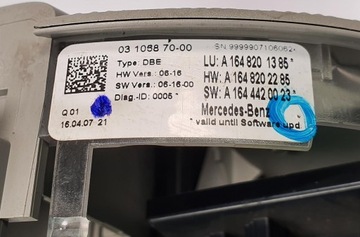 03 1058 70-00
Type: DBE
HW Vers.: 06-16
SW Vers.: 06-16-00
Diag.-ID: 0005*
Q 01
16.04.07 21
SN: 9999907106062*
LU: A 164 820 13 85*
HW: A 164 820 22 85
SW: A 164 442 00 23*
Mercedes-Benz
* valid until Software upd